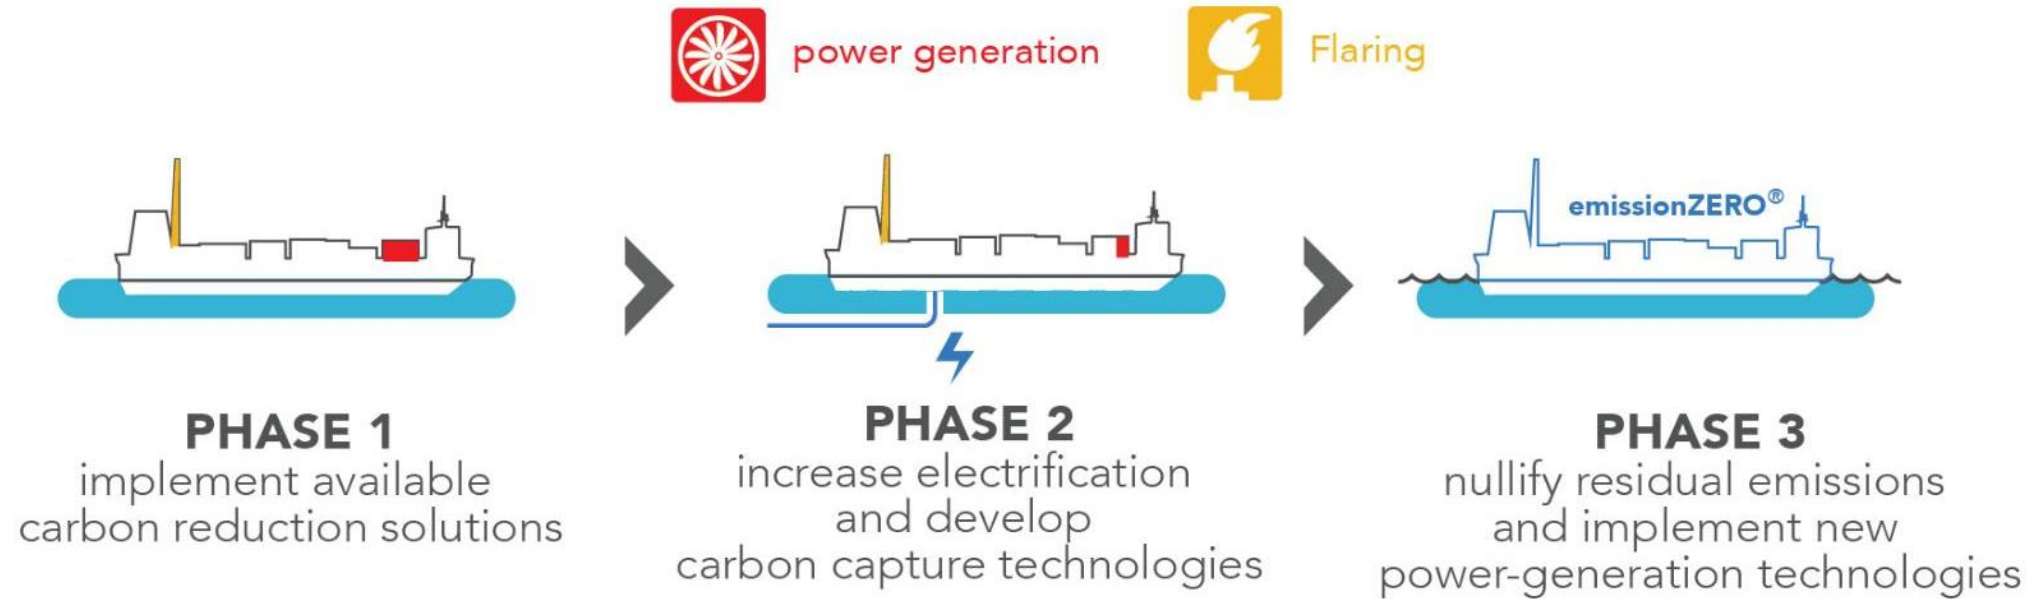 power generation
Flaring
emissionZERO®
PHASE 1
implement available
carbon reduction solutions
PHASE 2
increase electrification
and develop
carbon capture technologies
PHASE 3
nullify residual emissions
and implement new
power-generation technologies